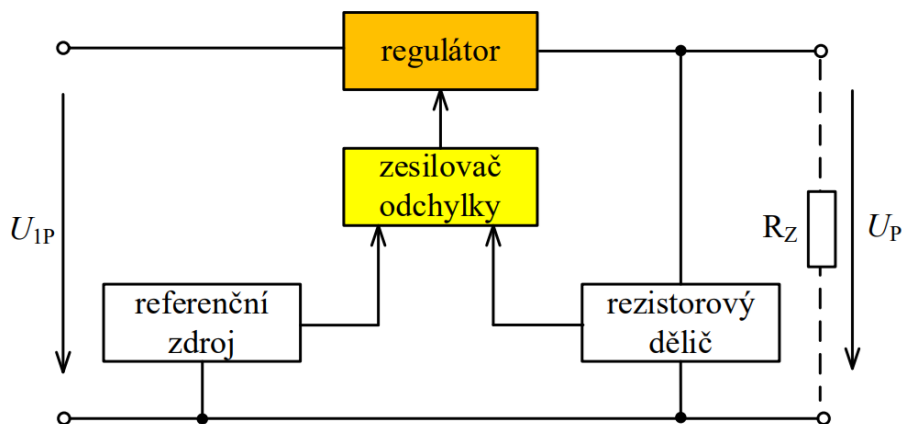 regulátor
zesilovač
odchylky
U1P
RZ
UP
referenční
zdroj
rezistorový
dělič